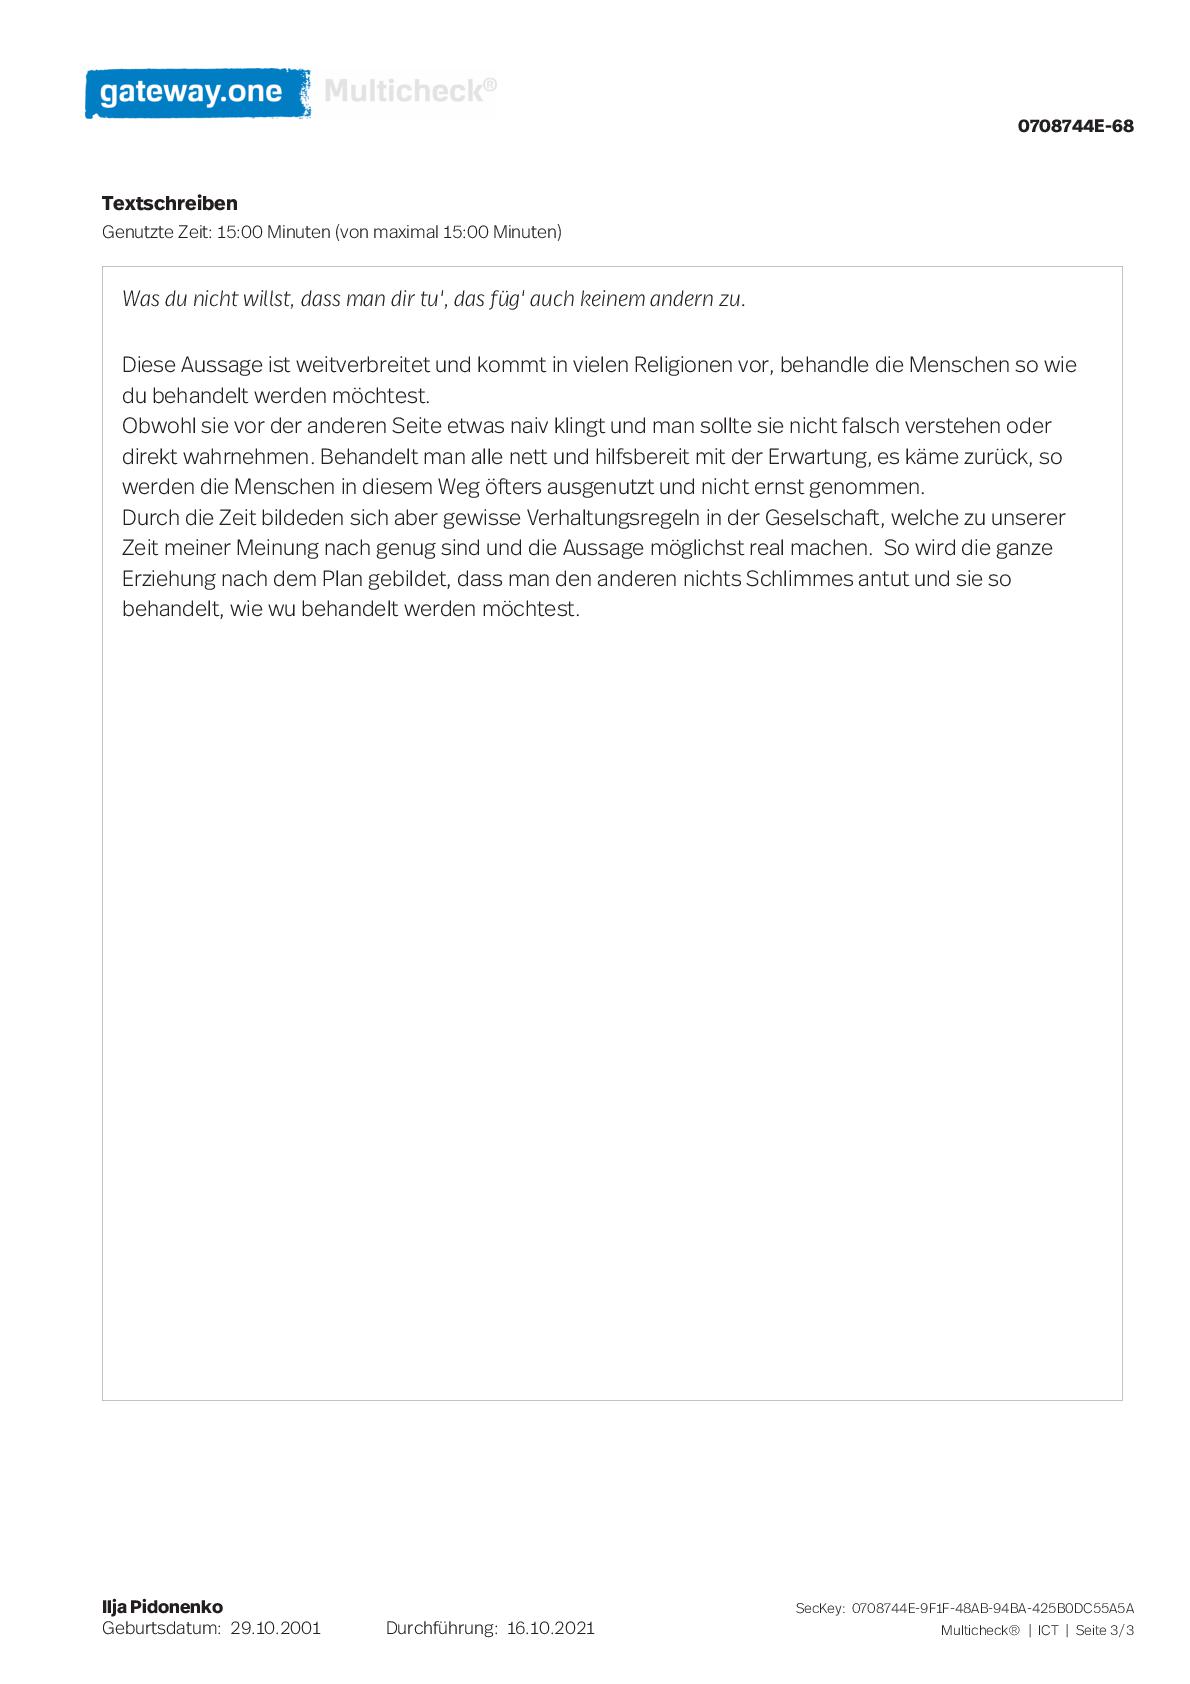 gateway.one Multicheck®
0708744E-68
Textschreiben
Genutzte Zeit: 15:00 Minuten (von maximal 15:00 Minuten)
Was du nicht willst, dass man dir tu', das füg' auch keinem andern zu.
Diese Aussage ist weitverbreitet und kommt in vielen Religionen vor, behandle die Menschen so wie
du behandelt werden möchtest.
Obwohl sie vor der anderen Seite etwas naiv klingt und man sollte sie nicht falsch verstehen oder
direkt wahrnehmen. Behandelt man alle nett und hilfsbereit mit der Erwartung, es käme zurück, so
werden die Menschen in diesem Weg öfters ausgenutzt und nicht ernst genommen.
Durch die Zeit bildeden sich aber gewisse Verhaltungsregeln in der Geselschaft, welche zu unserer
Zeit meiner Meinung nach genug sind und die Aussage möglichst real machen.  So wird die ganze
Erziehung nach dem Plan gebildet, dass man den anderen nichts Schlimmes antut und sie so
behandelt, wie wu behandelt werden möchtest.
Ilja Pidonenko
Geburtsdatum: 29.10.2001 Durchführung: 16.10.2021
SecKey: 0708744E-9F1F-48AB-94BA-425B0DC55A5A
Multicheck® | ICT | Seite 3/3